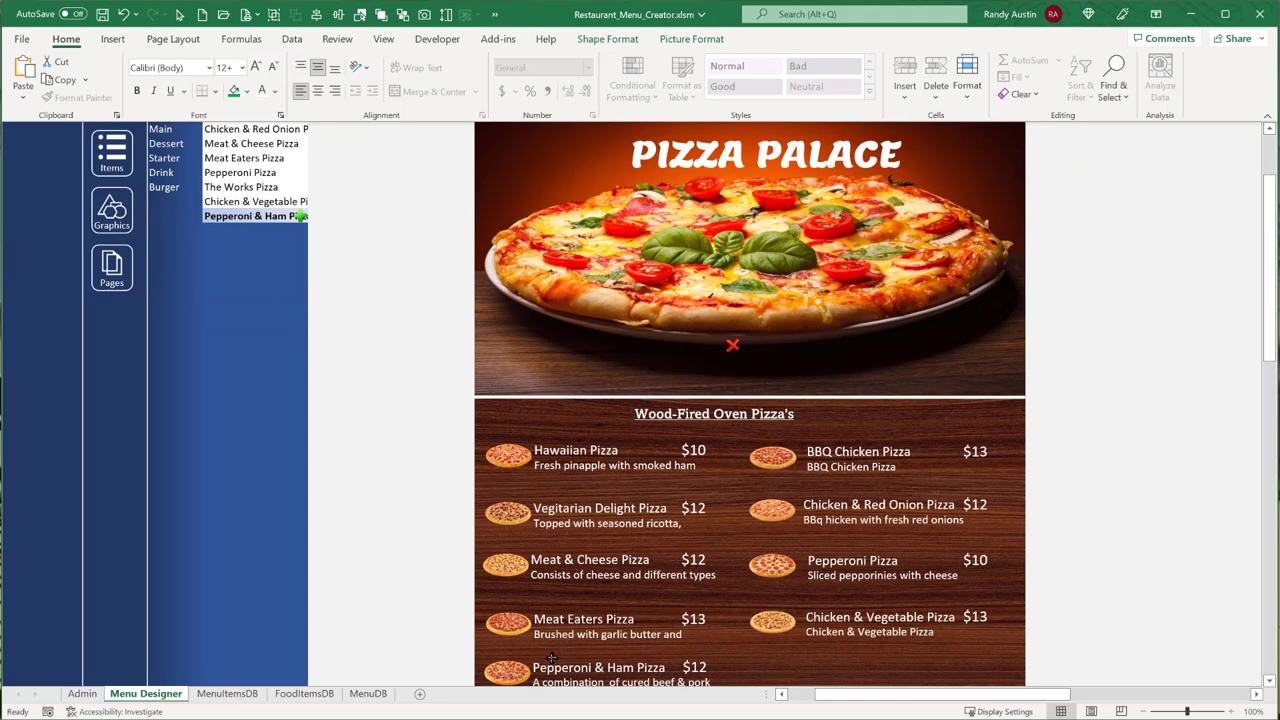 AutoSave Off
Restaurant_Menu_Creator.xlsm
Search (Alt+Q)
Randy Austin RA
File Home Insert Page Layout Formulas Data Review View Developer Add-ins Help Shape Format Picture Format Comments Share
Cut
Copy
Format Painter
Paste
Calibri (Body) 12+
B I U
Wrap Text
Merge & Center
General
$ %
Conditional Formatting
Format as Table
Normal Bad
Good Neutral
Insert Delete Format
AutoSum
Fill
Clear
Sort & Filter
Find & Select
Analyze Data
Clipboard Font Alignment Number Styles Cells Editing Analysis
Items
Graphics
Pages
Main
Dessert
Starter
Drink
Burger
Chicken & Red Onion P
Meat & Cheese Pizza
Meat Eaters Pizza
Pepperoni Pizza
The Works Pizza
Chicken & Vegetable Pi
Pepperoni & Ham
PIZZA PALACE
Wood-Fired Oven Pizza's
Hawaiian Pizza $10
Fresh pinapple with smoked ham
BBQ Chicken Pizza $13
BBQ Chicken Pizza
Vegitarian Delight Pizza $12
Topped with seasoned ricotta,
Chicken & Red Onion Pizza $12
BBq hicken with fresh red onions
Meat & Cheese Pizza $12
Consists of cheese and different types
Pepperoni Pizza $10
Sliced pepporinies with cheese
Meat Eaters Pizza $13
Brushed with garlic butter and
Chicken & Vegetable Pizza $13
Chicken & Vegetable Pizza
Pepperoni & Ham Pizza $12
A combination of cured beef & pork
Admin Menu Designer MenuItemsDB FoodItemsDB MenuDB
Ready Accessibility: Investigate Display Settings 100%